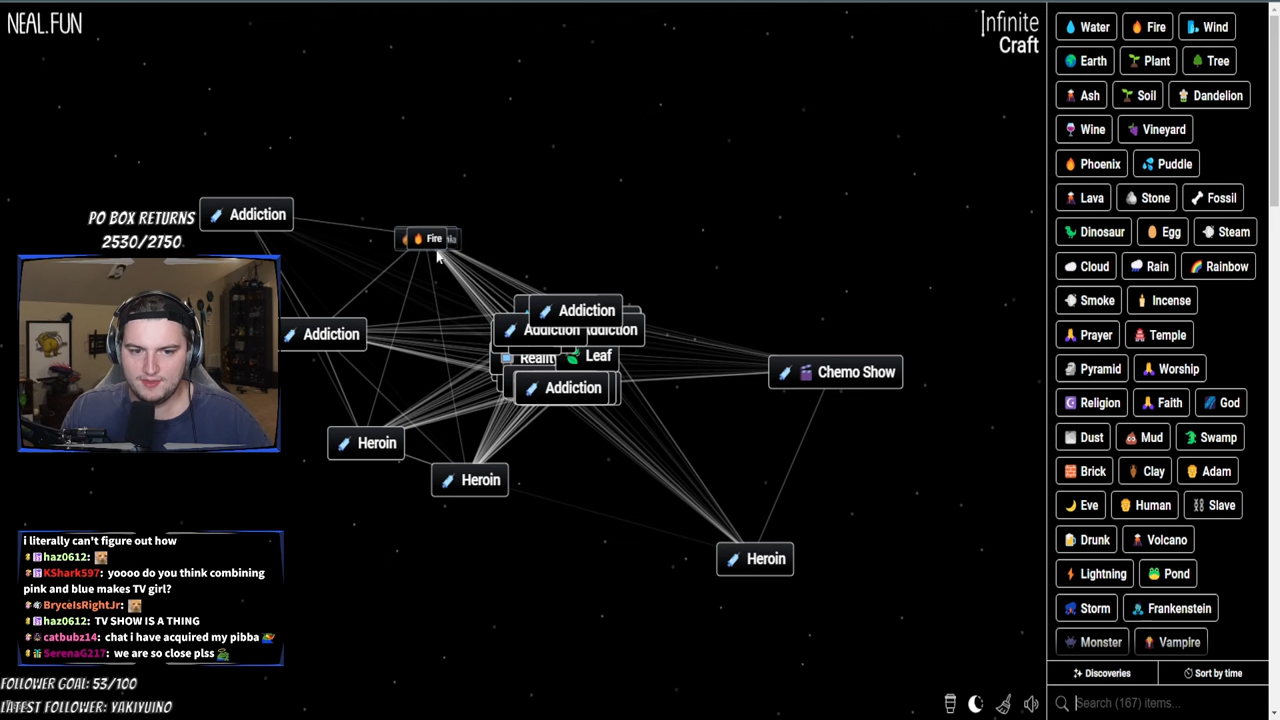 NEAL.FUN
Infinite
Craft
Addiction
Fire
PO BOX RETURNS
2530/2750
Addiction
Addiction
Addiction
Addiction
Reality
Leaf
Addiction
Chemo Show
Heroin
Heroin
Heroin
i literally can't figure out how
haz0612:
KShark597: yoooo do you think combining
pink and blue makes TV girl?
BryceIsRightJr:
haz0612: TV SHOW IS A THING
catbubz14: chat i have acquired my pibba
SerenaG217: we are so close plss
FOLLOWER GOAL: 53/100
LATEST FOLLOWER: YAKIYUINO
Water Fire Wind
Earth Plant Tree
Ash Soil Dandelion
Wine Vineyard
Phoenix Puddle
Lava Stone Fossil
Dinosaur Egg Steam
Cloud Rain Rainbow
Smoke Incense
Prayer Temple
Pyramid Worship
Religion Faith God
Dust Mud Swamp
Brick Clay Adam
Eve Human Slave
Drunk Volcano
Lightning Pond
Storm Frankenstein
Monster Vampire
Discoveries Sort by time
Search (167) items...